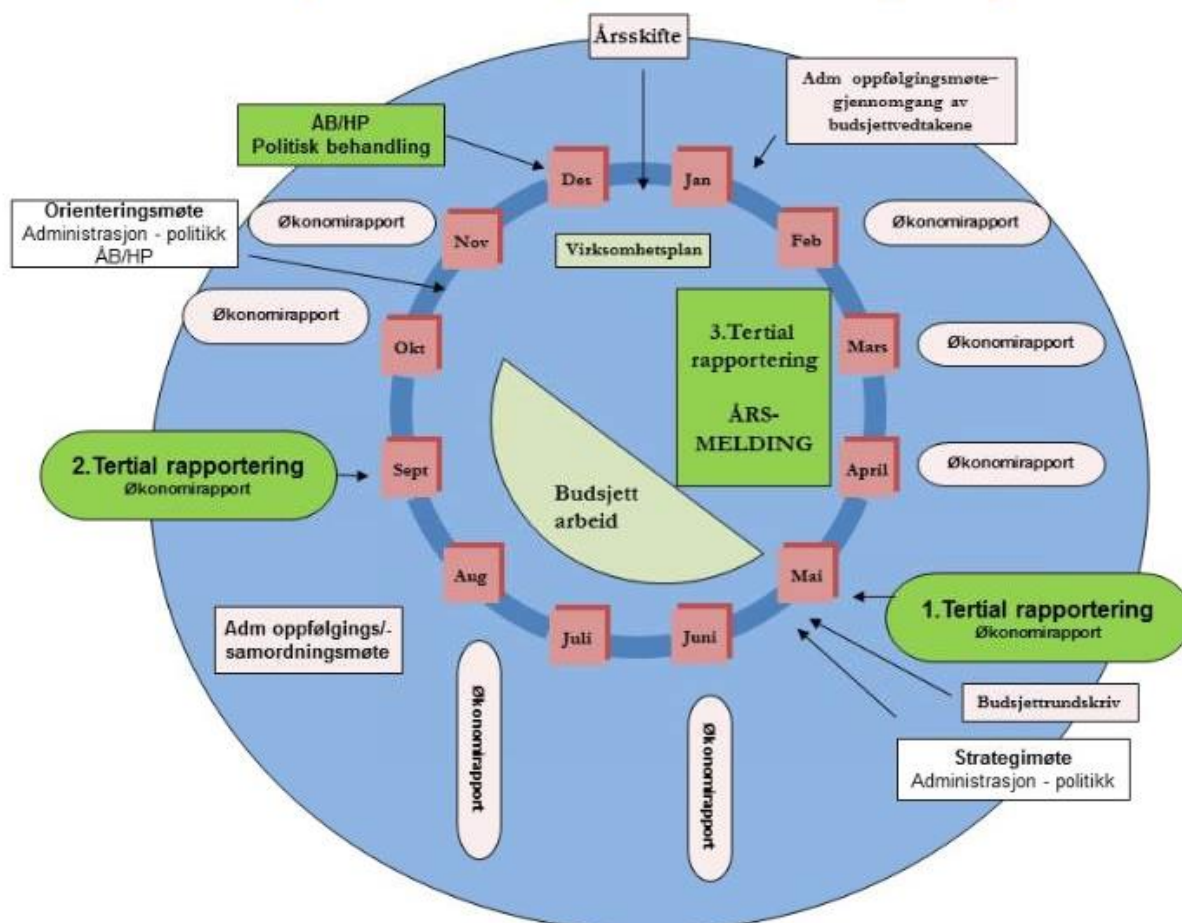 Årsskifte
Adm oppfølgingsmøte–
gjennomgang av
budsjettvedtakene
ÅB/HP
Politisk behandling
Des
Jan
Orienteringsmøte
Administrasjon - politikk
ÅB/HP
Økonomirapport
Nov
Virksomhetsplan
Feb
Økonomirapport
Økonomirapport
Okt
3.Tertial
rapportering
ÅRS-
MELDING
Mars
Økonomirapport
2.Tertial rapportering
Økonomirapport
Sept
Budsjett
arbeid
April
Økonomirapport
Aug
Mai
1.Tertial rapportering
Økonomirapport
Adm oppfølgings/-
samordningsmøte
Juli
Juni
Økonomirapport
Økonomirapport
Budsjettrundskriv
Strategimøte
Administrasjon - politikk